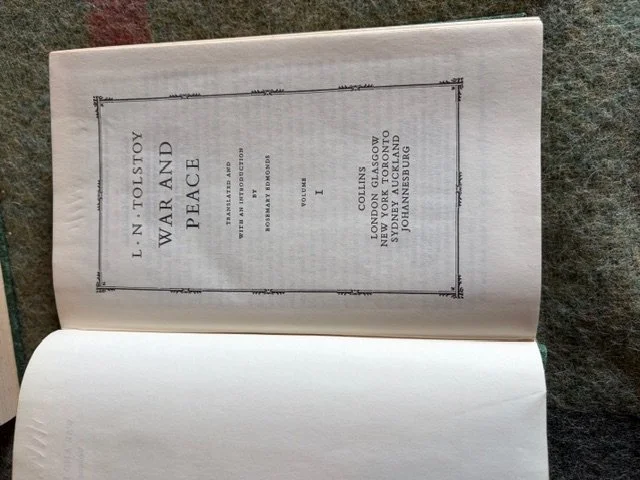 L · N · TOLSTOY
WAR AND
PEACE
TRANSLATED AND
WITH AN INTRODUCTION
BY
ROSEMARY EDMONDS
VOLUME
I
COLLINS
LONDON GLASGOW
NEW YORK TORONTO
SYDNEY AUCKLAND
JOHANNESBURG